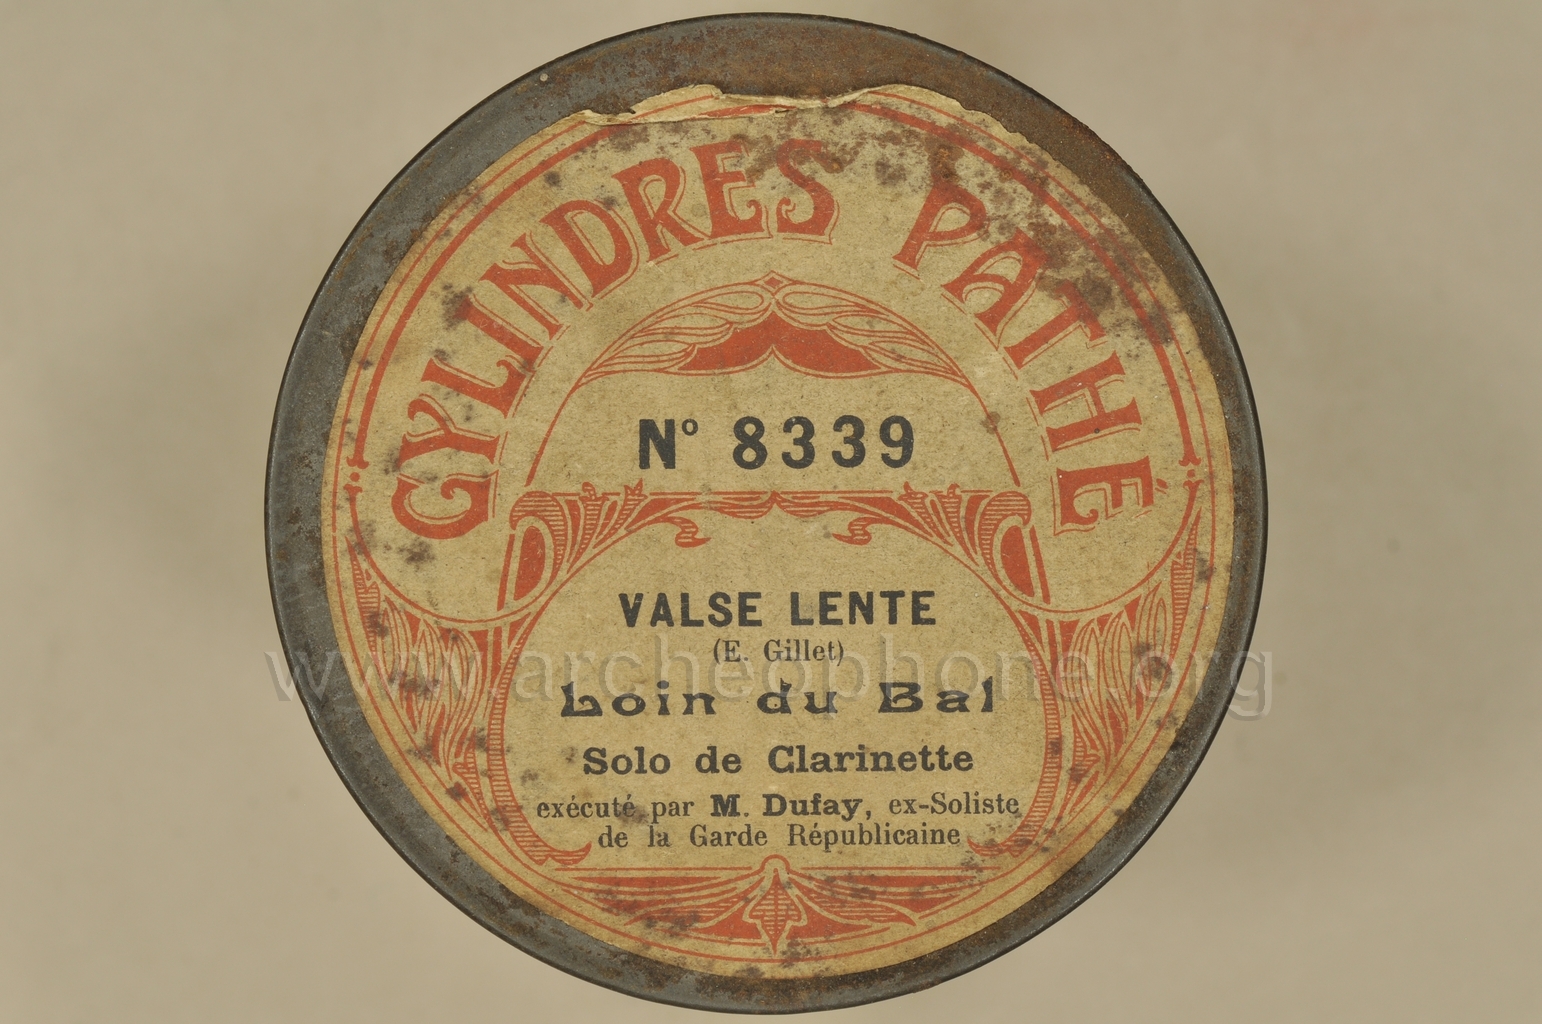 CYLINDRES PATHÉ
Nº 8339
VALSE LENTE
(E. Gillet)
www.archeophone.org
Loin du Bal
Solo de Clarinette
exécuté par M. Dufay, ex-Soliste
de la Garde Républicaine